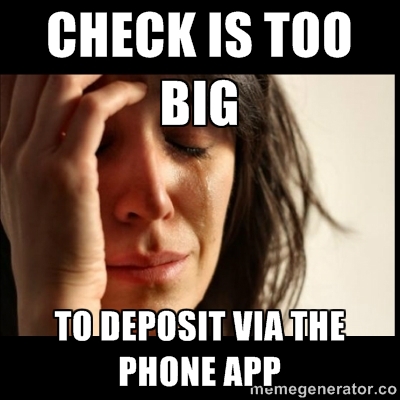 CHECK IS TOO
BIG
TO DEPOSIT VIA THE
PHONE APP
memegenerator.co